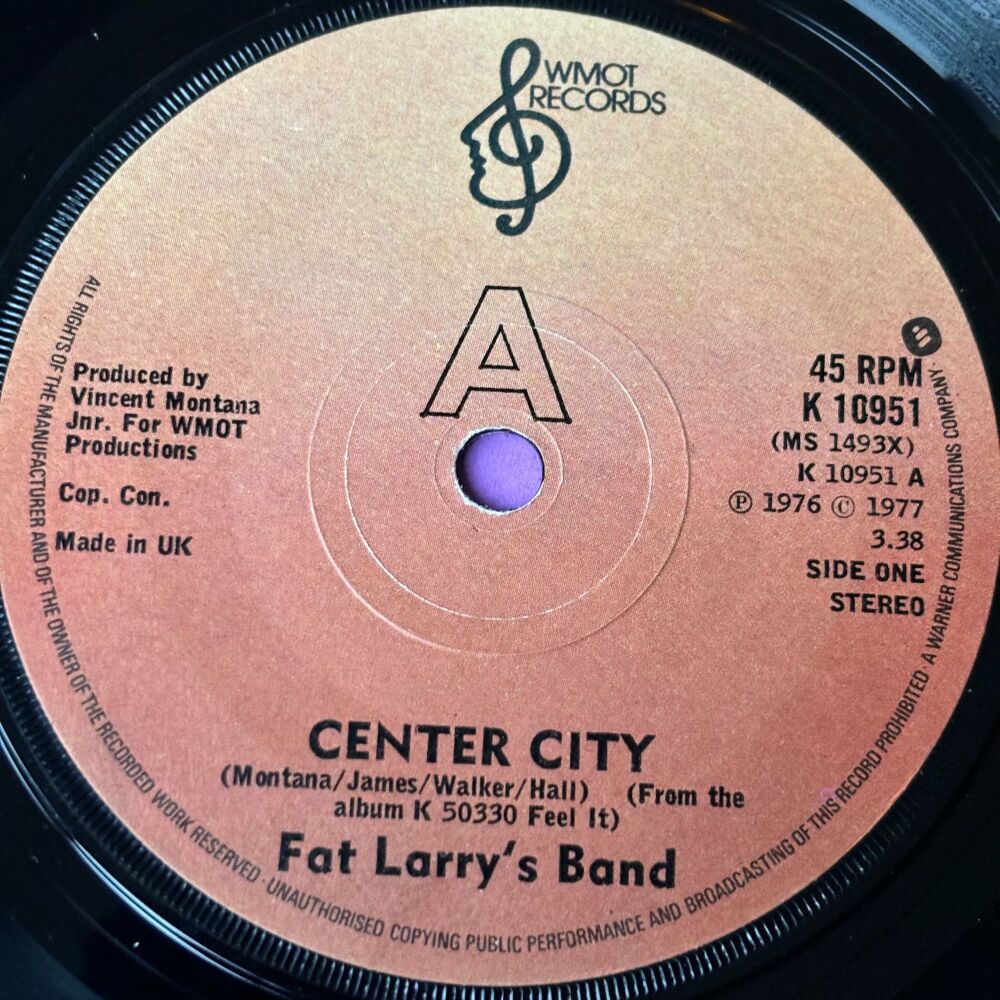 WMOT
RECORDS
A
Produced by
Vincent Montana
Jnr. For WMOT
Productions
Cop. Con.
Made in UK
45 RPM
K 10951
(MS 1493X)
K 10951 A
℗ 1976 © 1977
3.38
SIDE ONE
STEREO
CENTER CITY
(Montana/James/Walker/Hall) (From the
album K 50330 Feel It)
Fat Larry's Band
ALL RIGHTS OF THE MANUFACTURER AND OF THE OWNER OF THE RECORDED WORK RESERVED · UNAUTHORISED COPYING PUBLIC PERFORMANCE AND BROADCASTING OF THIS RECORD PROHIBITED · A WARNER COMMUNICATIONS COMPANY ·